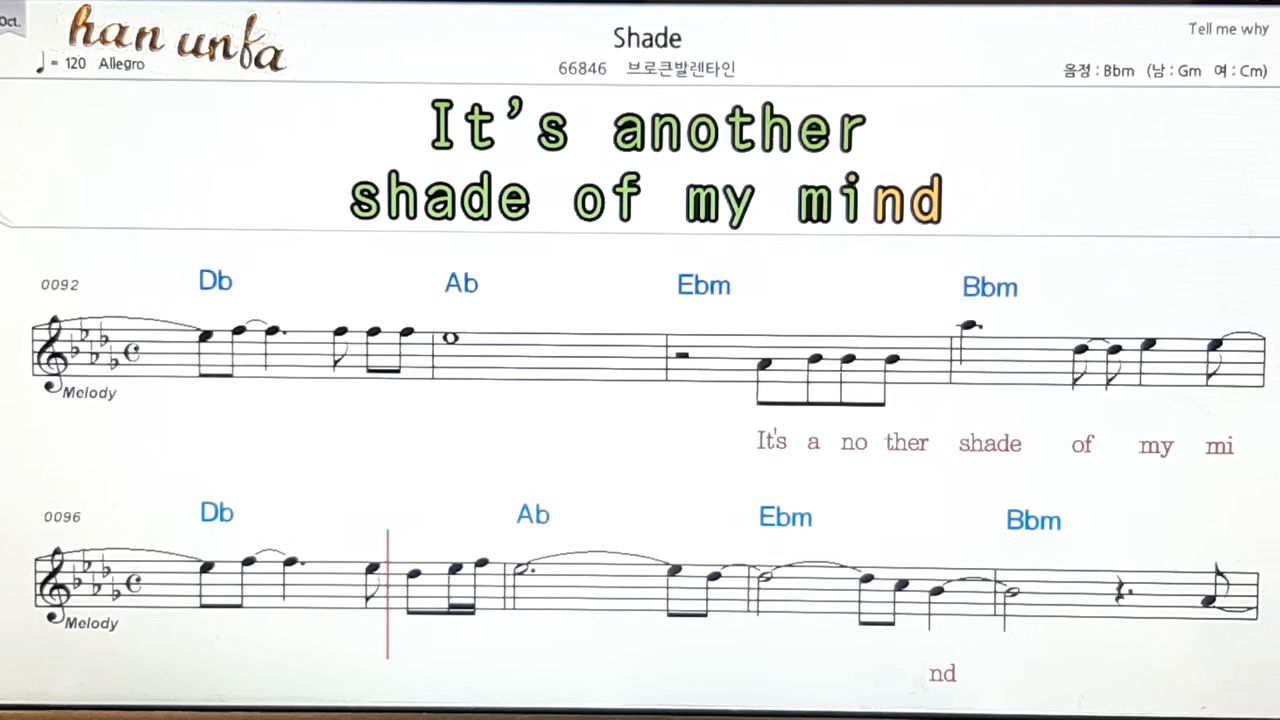 Oct.
han unfa
Shade
Tell me why
♩= 120 Allegro
66846 브로큰발렌타인
음정 : Bbm (남 : Gm 여 : Cm)
It's another
shade of my mind
0092
Db Ab Ebm Bbm
Melody
It's a no ther shade of my mi
0096
Db Ab Ebm Bbm
Melody
nd